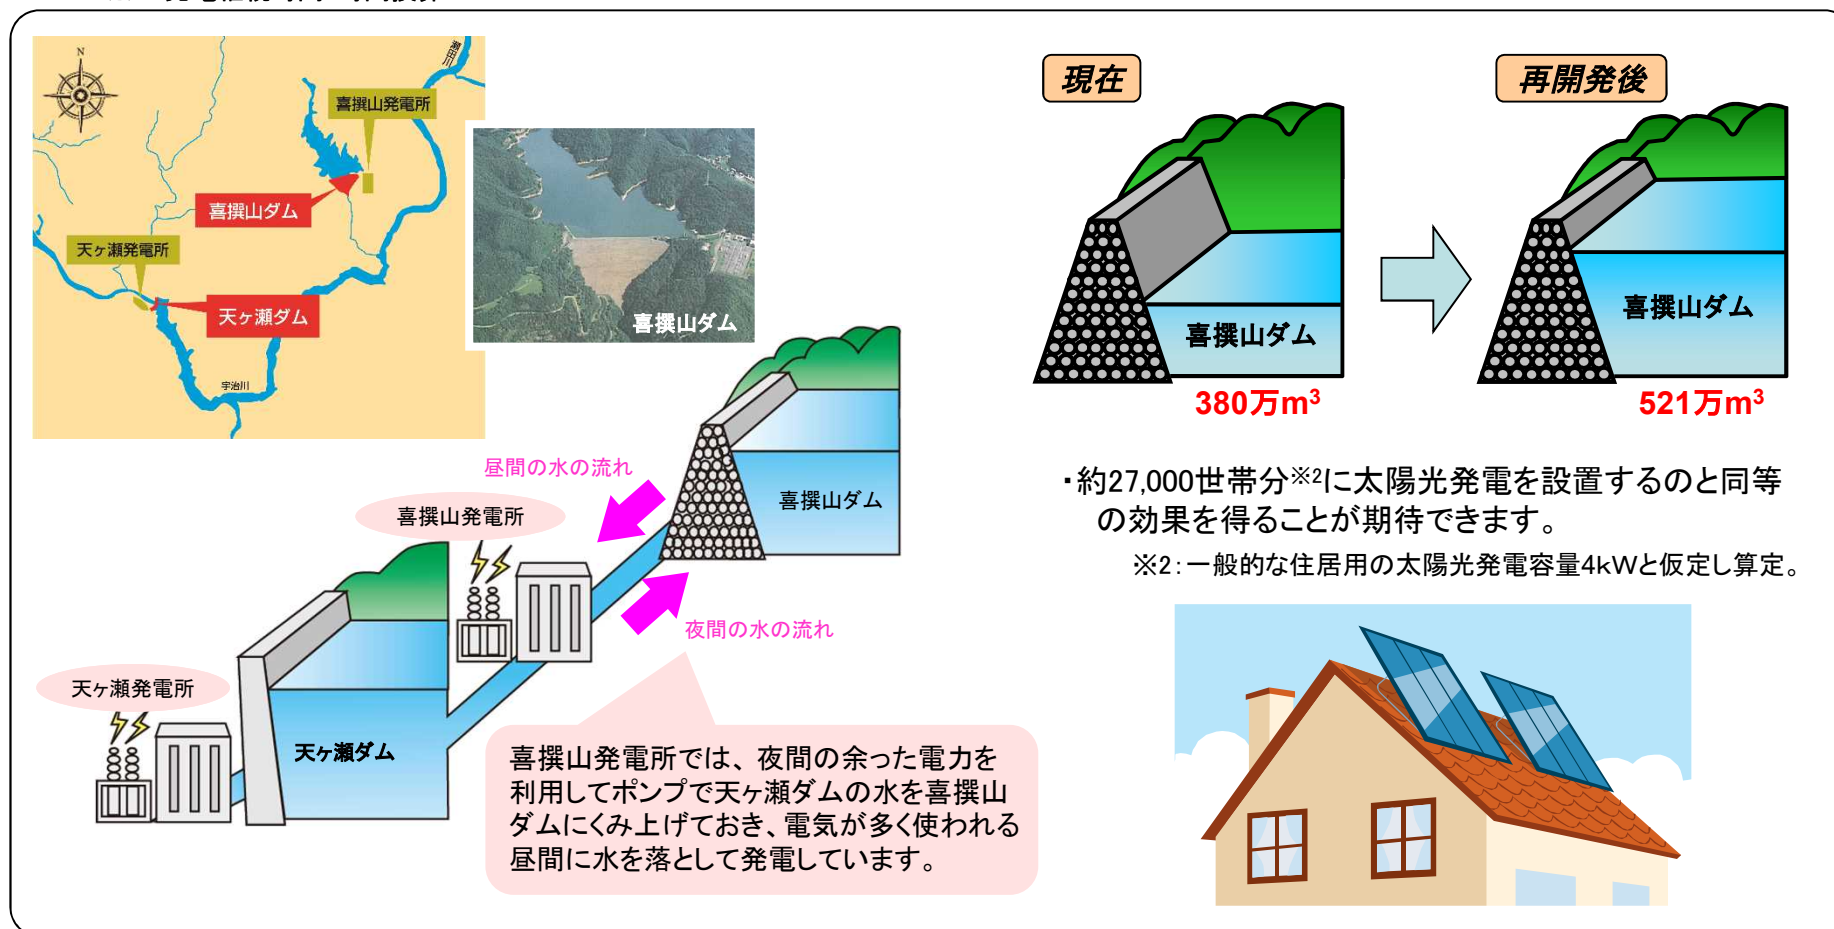 N
瀬田川
喜撰山発電所
喜撰山ダム
天ヶ瀬発電所
天ヶ瀬ダム
宇治川
喜撰山ダム
昼間の水の流れ
喜撰山発電所
喜撰山ダム
夜間の水の流れ
天ヶ瀬発電所
天ヶ瀬ダム
喜撰山発電所では、夜間の余った電力を
利用してポンプで天ヶ瀬ダムの水を喜撰山
ダムにくみ上げておき、電気が多く使われる
昼間に水を落として発電しています。
現在
再開発後
喜撰山ダム
喜撰山ダム
380万m³
521万m³
・約27,000世帯分※2に太陽光発電を設置するのと同等
の効果を得ることが期待できます。
※2：一般的な住居用の太陽光発電容量4kWと仮定し算定。